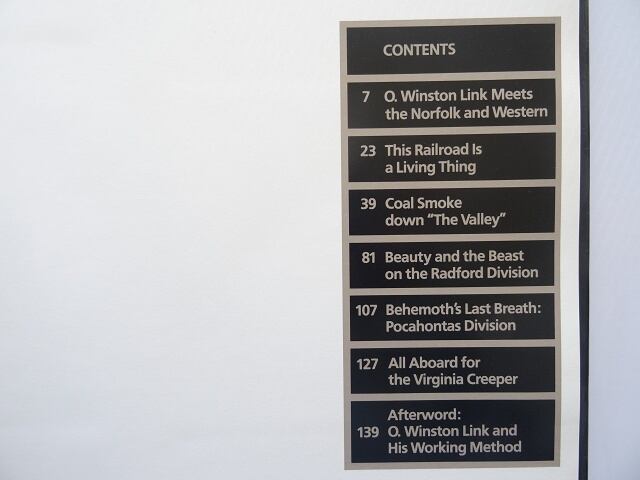 CONTENTS
7 O. Winston Link Meets
the Norfolk and Western
23 This Railroad Is
a Living Thing
39 Coal Smoke
down "The Valley"
81 Beauty and the Beast
on the Radford Division
107 Behemoth's Last Breath:
Pocahontas Division
127 All Aboard for
the Virginia Creeper
Afterword:
139 O. Winston Link and
His Working Method